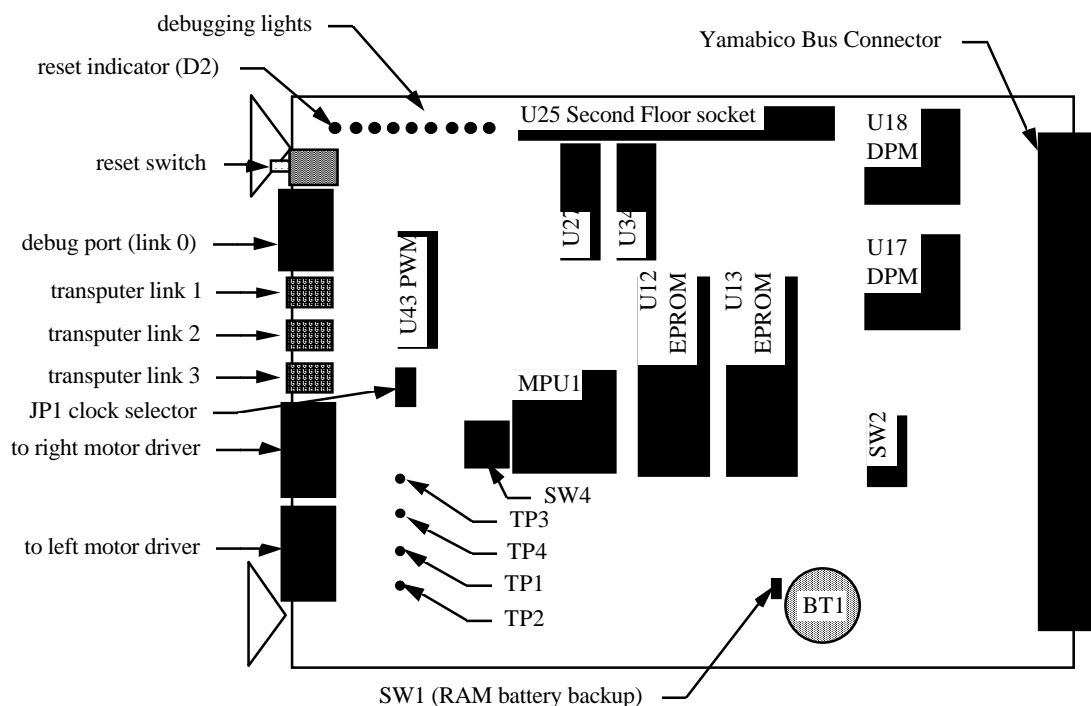 debugging lights
Yamabico Bus Connector
reset indicator (D2)
U25 Second Floor socket
U18
DPM
reset switch
U27
U34
debug port (link 0)
U43 PWM
U17
DPM
transputer link 1
U12
EPROM
U13
EPROM
transputer link 2
transputer link 3
MPU1
JP1 clock selector
SW2
to right motor driver
SW4
TP3
to left motor driver
TP4
TP1
TP2
BT1
SW1 (RAM battery backup)